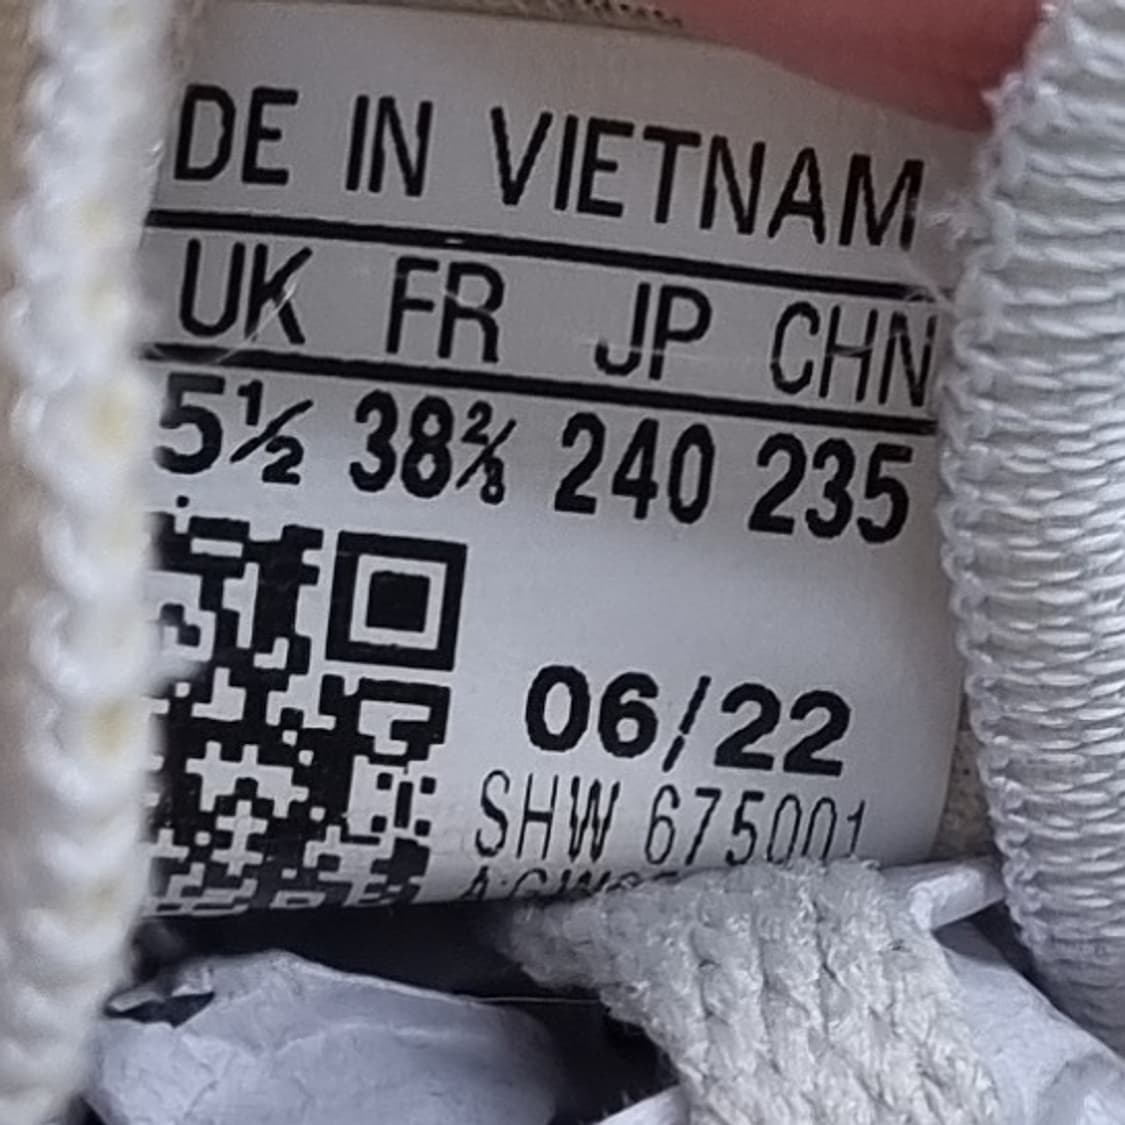 DE IN VIETNAM
UK FR JP CHN
5½ 38⅔ 240 235
06/22
SHW 675001